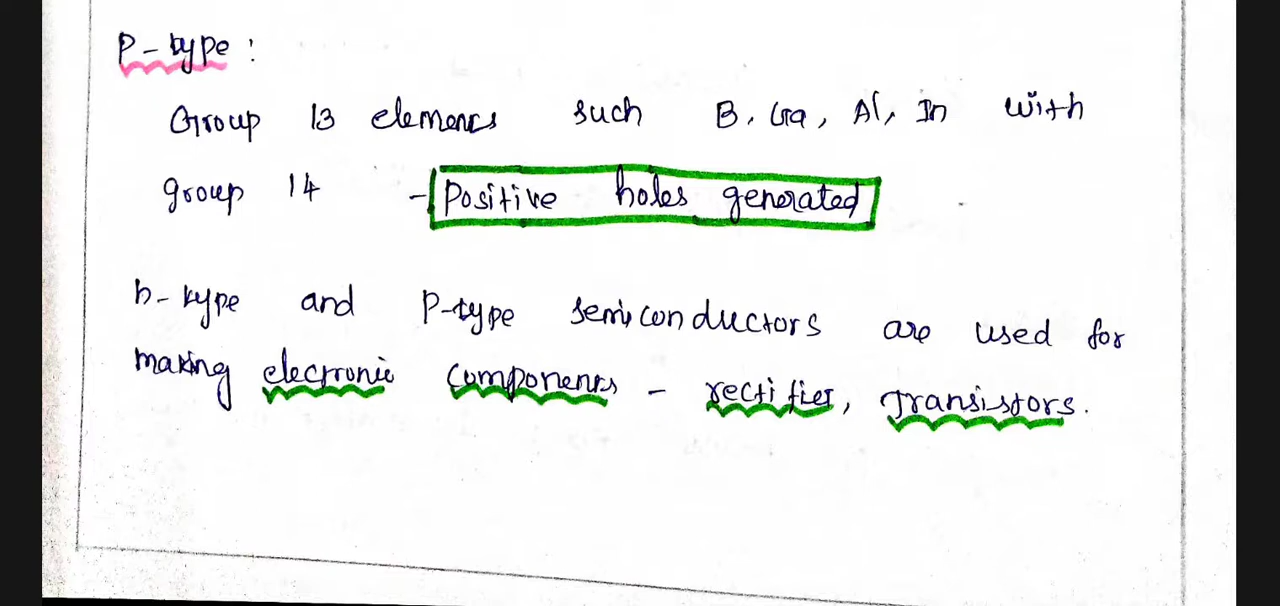 P-type :
Group 13 elements such B, Ga, Al, In with
group 14 - Positive holes generated
n-type and P-type semiconductors are used for
making electronic components - rectifier, transistors.